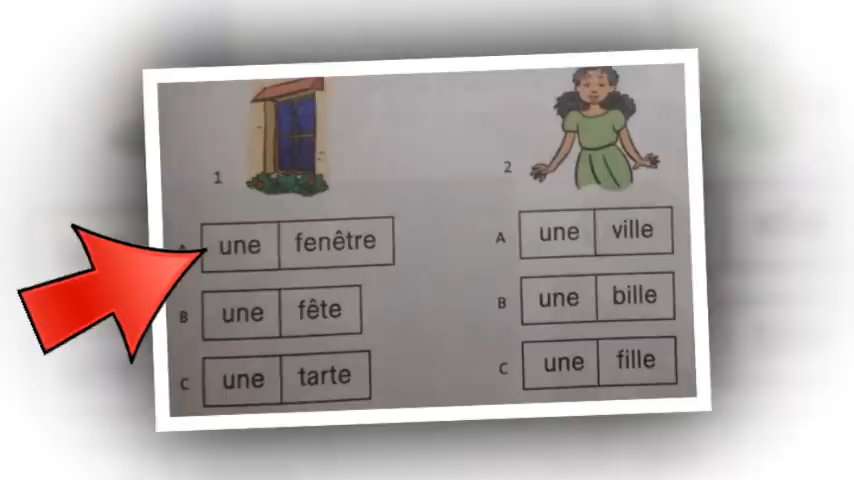 1
2
A une fenêtre
B une fête
C une tarte
A une ville
B une bille
C une fille